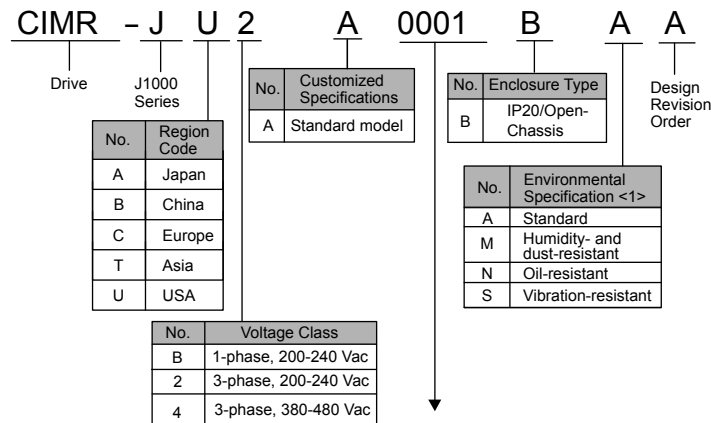 CIMR - J U 2 A 0001 B A A
Drive
J1000
Series
Design
Revision
Order
No. Customized
Specifications
A Standard model
No. Enclosure Type
B IP20/Open-
Chassis
No. Region
Code
A Japan
B China
C Europe
T Asia
U USA
No. Environmental
Specification <1>
A Standard
M Humidity- and
dust-resistant
N Oil-resistant
S Vibration-resistant
No. Voltage Class
B 1-phase, 200-240 Vac
2 3-phase, 200-240 Vac
4 3-phase, 380-480 Vac